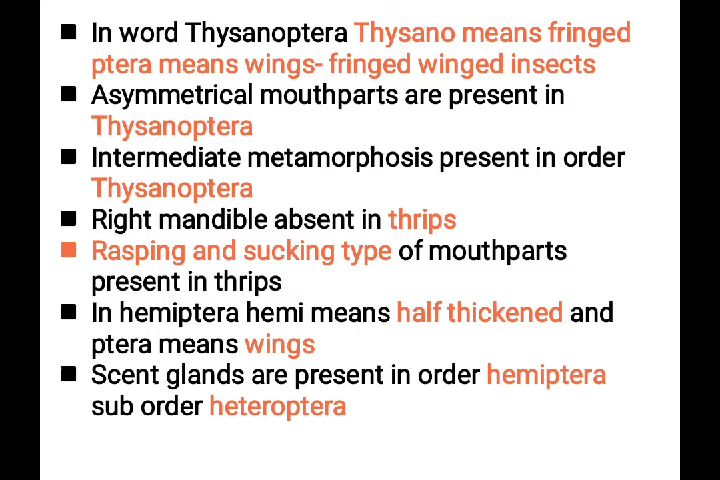 In word Thysanoptera Thysano means fringed
ptera means wings- fringed winged insects
Asymmetrical mouthparts are present in
Thysanoptera
Intermediate metamorphosis present in order
Thysanoptera
Right mandible absent in thrips
Rasping and sucking type of mouthparts
present in thrips
In hemiptera hemi means half thickened and
ptera means wings
Scent glands are present in order hemiptera
sub order heteroptera